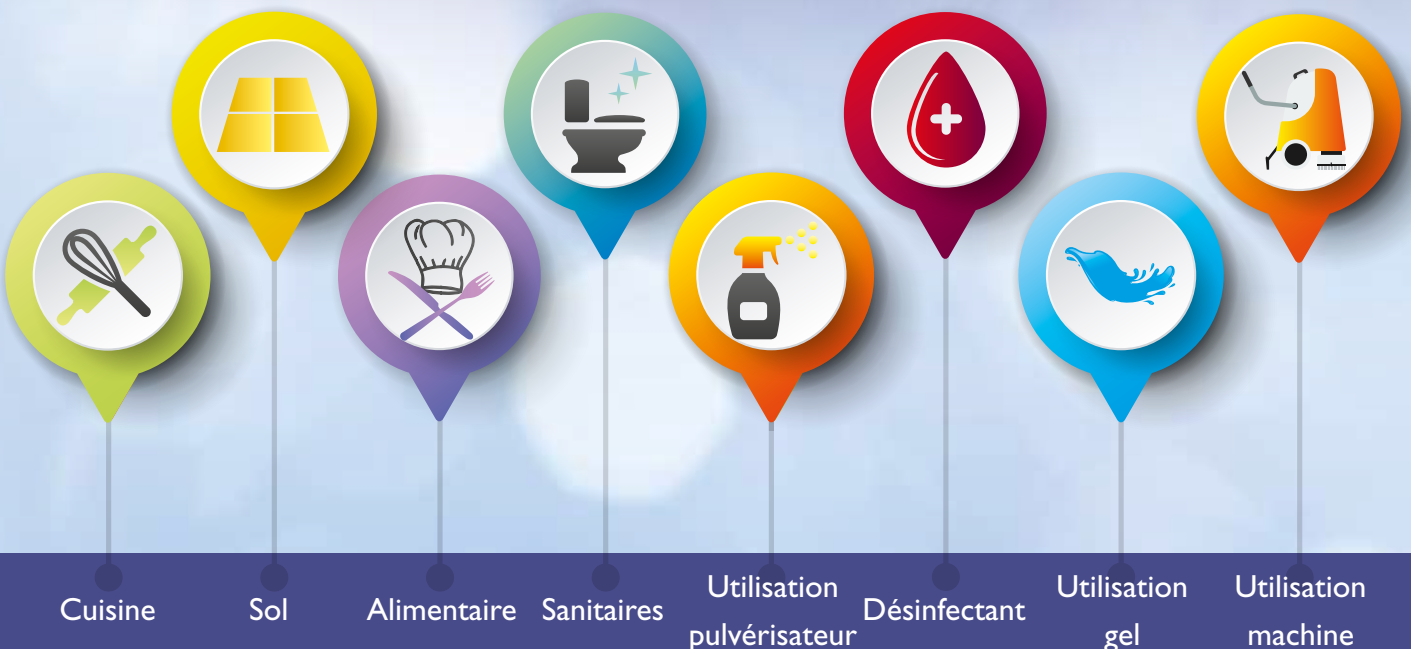 Cuisine
Sol
Alimentaire
Sanitaires
Utilisation
pulvérisateur
Désinfectant
Utilisation
gel
Utilisation
machine